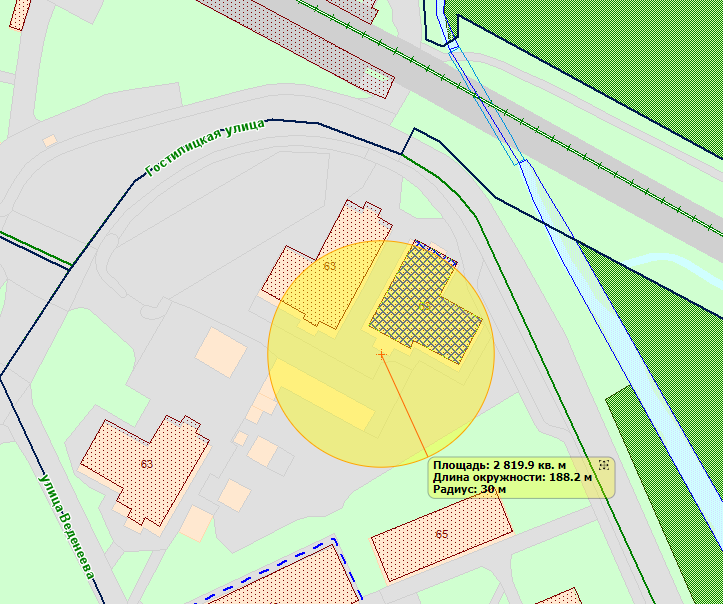 Гостилицкая улица
63
63
улица Веденеева
Площадь: 2 819.9 кв. м
Длина окружности: 188.2 м
Радиус: 30 м
65